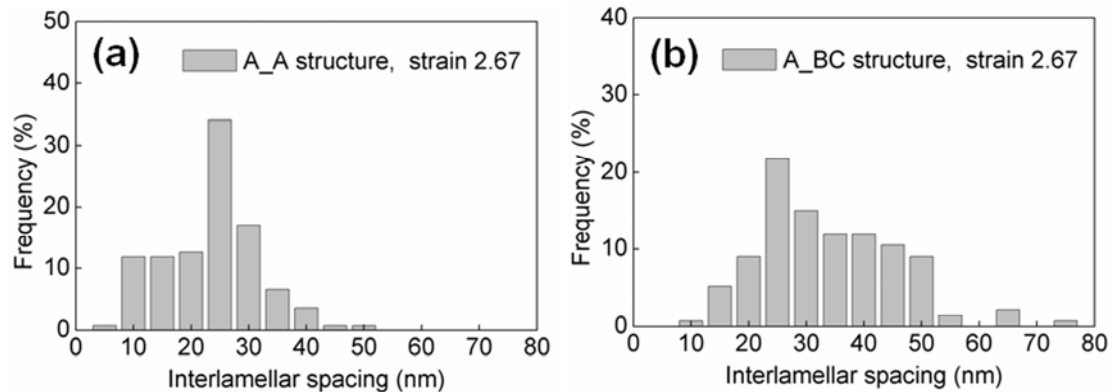 (a)
A_A structure, strain 2.67
Frequency (%)
50
40
30
20
10
0
10 20 30 40 50 60 70 80
Interlamellar spacing (nm)
(b)
A_BC structure, strain 2.67
Frequency (%)
40
30
20
10
0
0 10 20 30 40 50 60 70 80
Interlamellar spacing (nm)